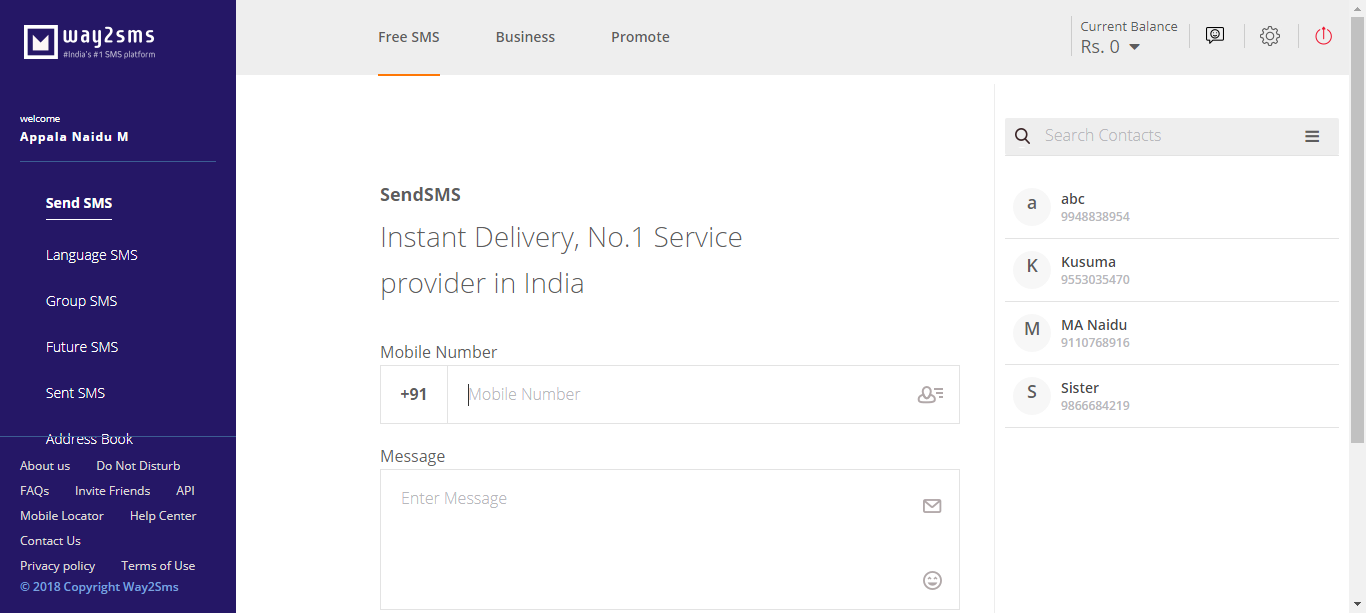 way2sms
#India's #1 SMS platform
welcome
Appala Naidu M
Send SMS
Language SMS
Group SMS
Future SMS
Sent SMS
Address Book
About us Do Not Disturb
FAQs Invite Friends API
Mobile Locator Help Center
Contact Us
Privacy policy Terms of Use
© 2018 Copyright Way2Sms
Free SMS Business Promote
Current Balance
Rs. 0
SendSMS
Instant Delivery, No.1 Service
provider in India
Mobile Number
+91 Mobile Number
Message
Enter Message
Search Contacts
a abc
9948838954
K Kusuma
9553035470
M MA Naidu
9110768916
S Sister
9866684219